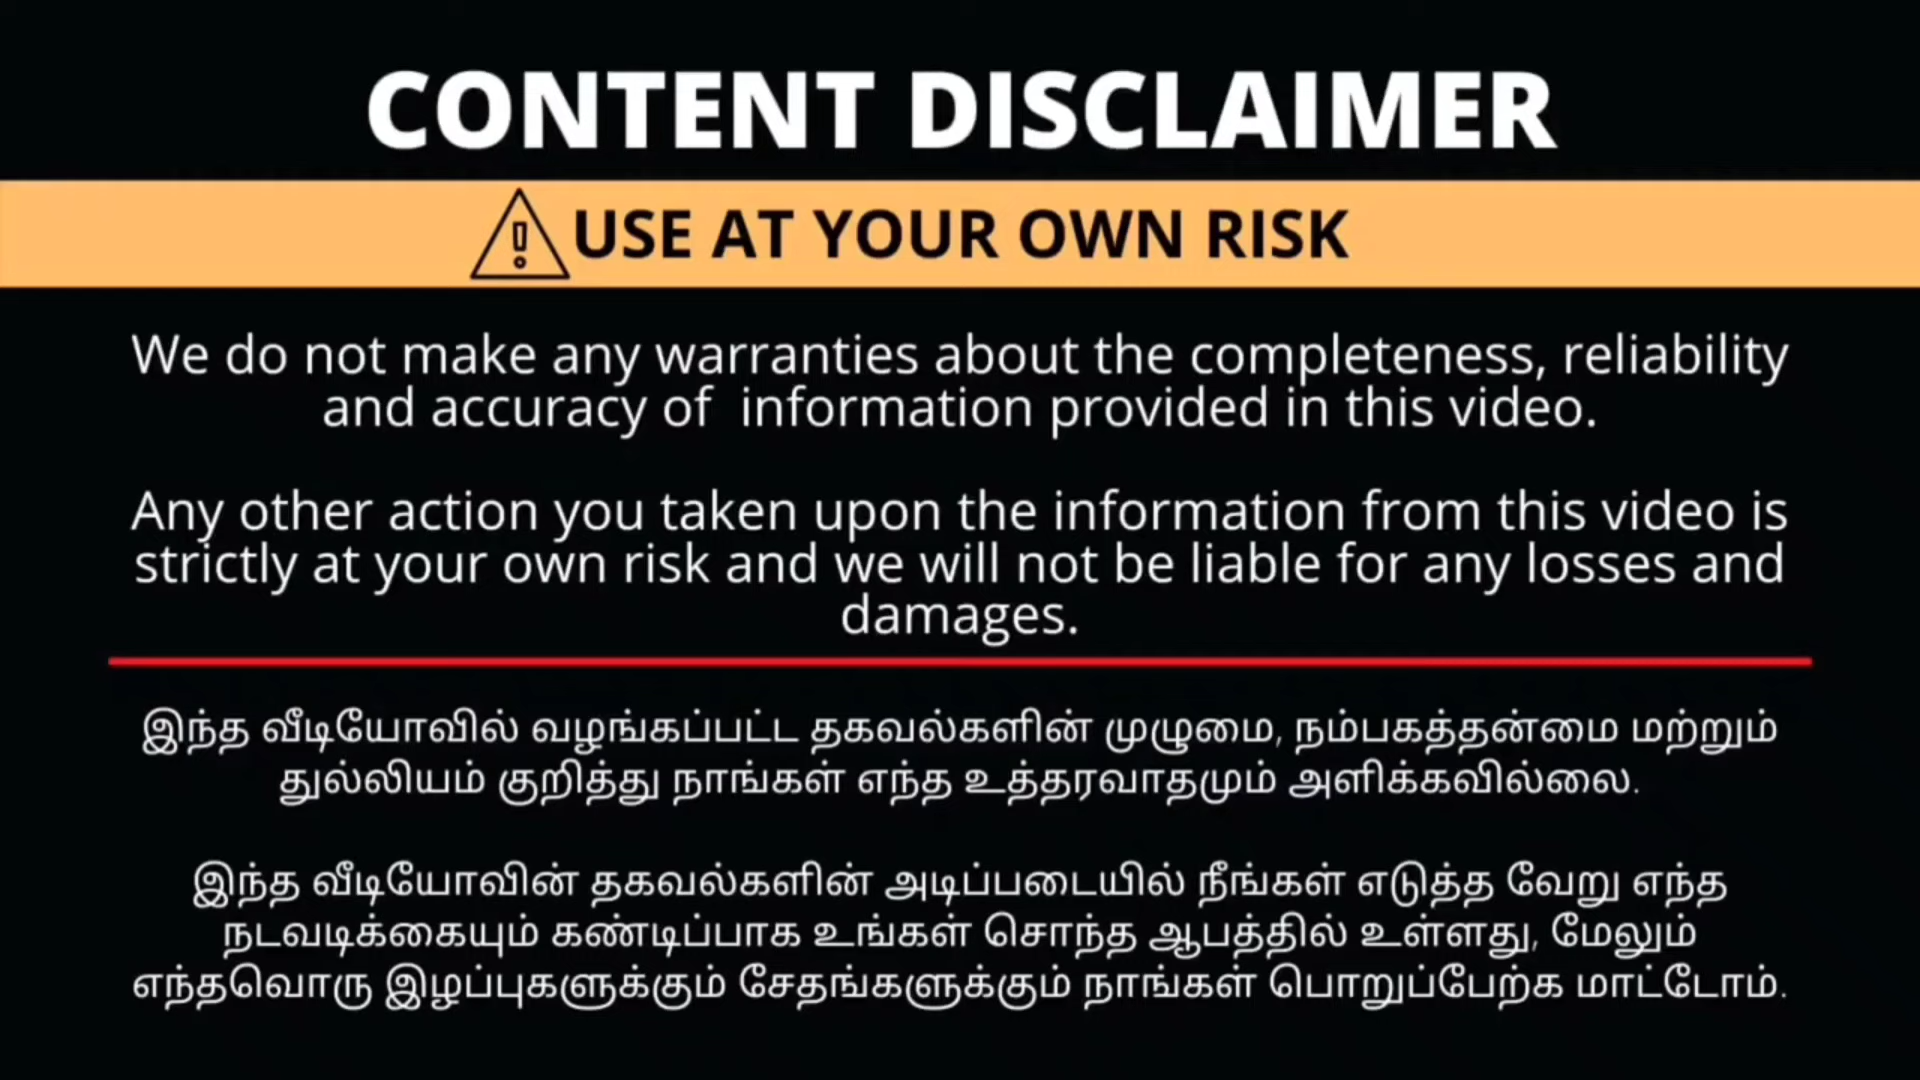 CONTENT DISCLAIMER
USE AT YOUR OWN RISK
We do not make any warranties about the completeness, reliability
and accuracy of information provided in this video.
Any other action you taken upon the information from this video is
strictly at your own risk and we will not be liable for any losses and
damages.
இந்த வீடியோவில் வழங்கப்பட்ட தகவல்களின் முழுமை, நம்பகத்தன்மை மற்றும்
துல்லியம் குறித்து நாங்கள் எந்த உத்தரவாதமும் அளிக்கவில்லை.
இந்த வீடியோவின் தகவல்களின் அடிப்படையில் நீங்கள் எடுத்த வேறு எந்த
நடவடிக்கையும் கண்டிப்பாக உங்கள் சொந்த ஆபத்தில் உள்ளது, மேலும்
எந்தவொரு இழப்புகளுக்கும் சேதங்களுக்கும் நாங்கள் பொறுப்பேற்க மாட்டோம்.